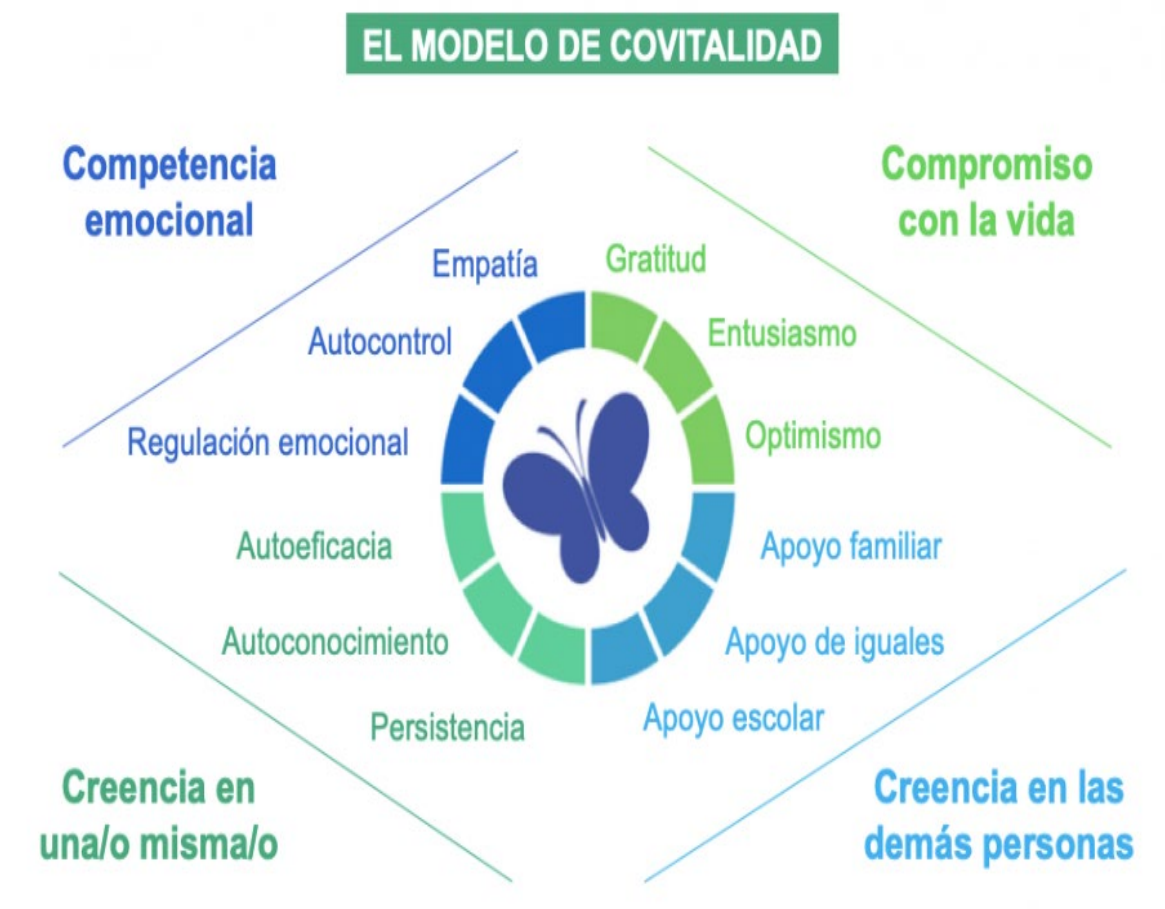 EL MODELO DE COVITALIDAD
Competencia
emocional
Compromiso
con la vida
Empatía
Gratitud
Autocontrol
Entusiasmo
Regulación emocional
Optimismo
Autoeficacia
Apoyo familiar
Autoconocimiento
Apoyo de iguales
Persistencia
Apoyo escolar
Creencia en
una/o misma/o
Creencia en las
demás personas